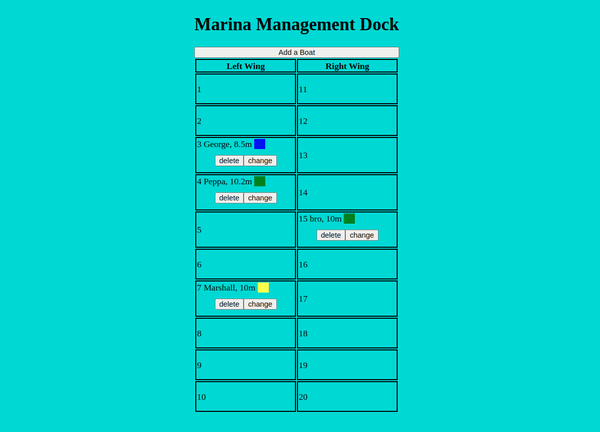 Marina Management Dock
Add a Boat
Left Wing Right Wing
1 11
2 12
3 George, 8.5m
delete change
13
4 Peppa, 10.2m
delete change
14
5
15 bro, 10m
delete change
6 16
7 Marshall, 10m
delete change
17
8 18
9 19
10 20